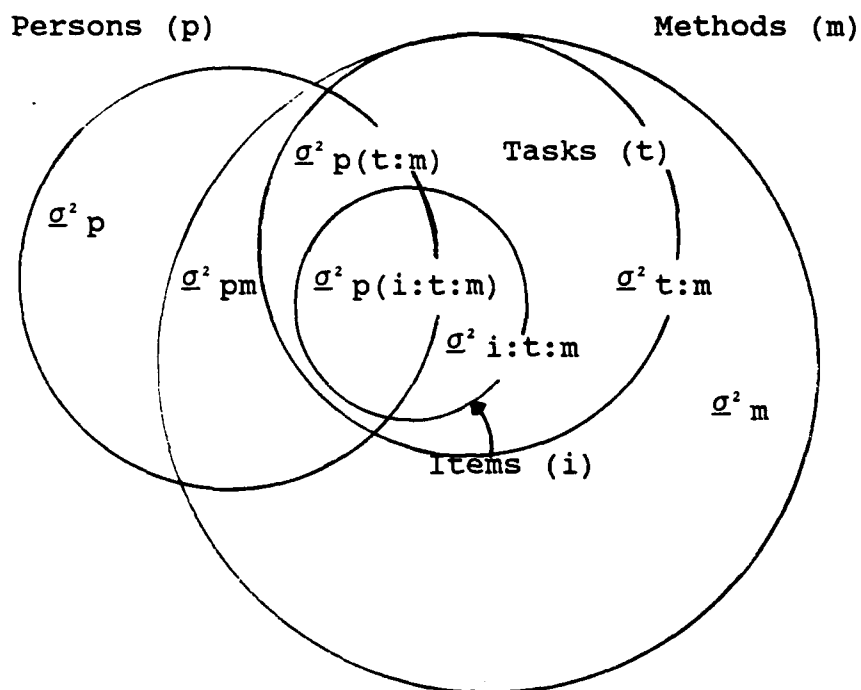 Persons (p) Methods (m)
σ² p(t:m) Tasks (t)
σ² p
σ² pm σ² p(i:t:m) σ² t:m
σ² i:t:m
σ² m
Items (i)